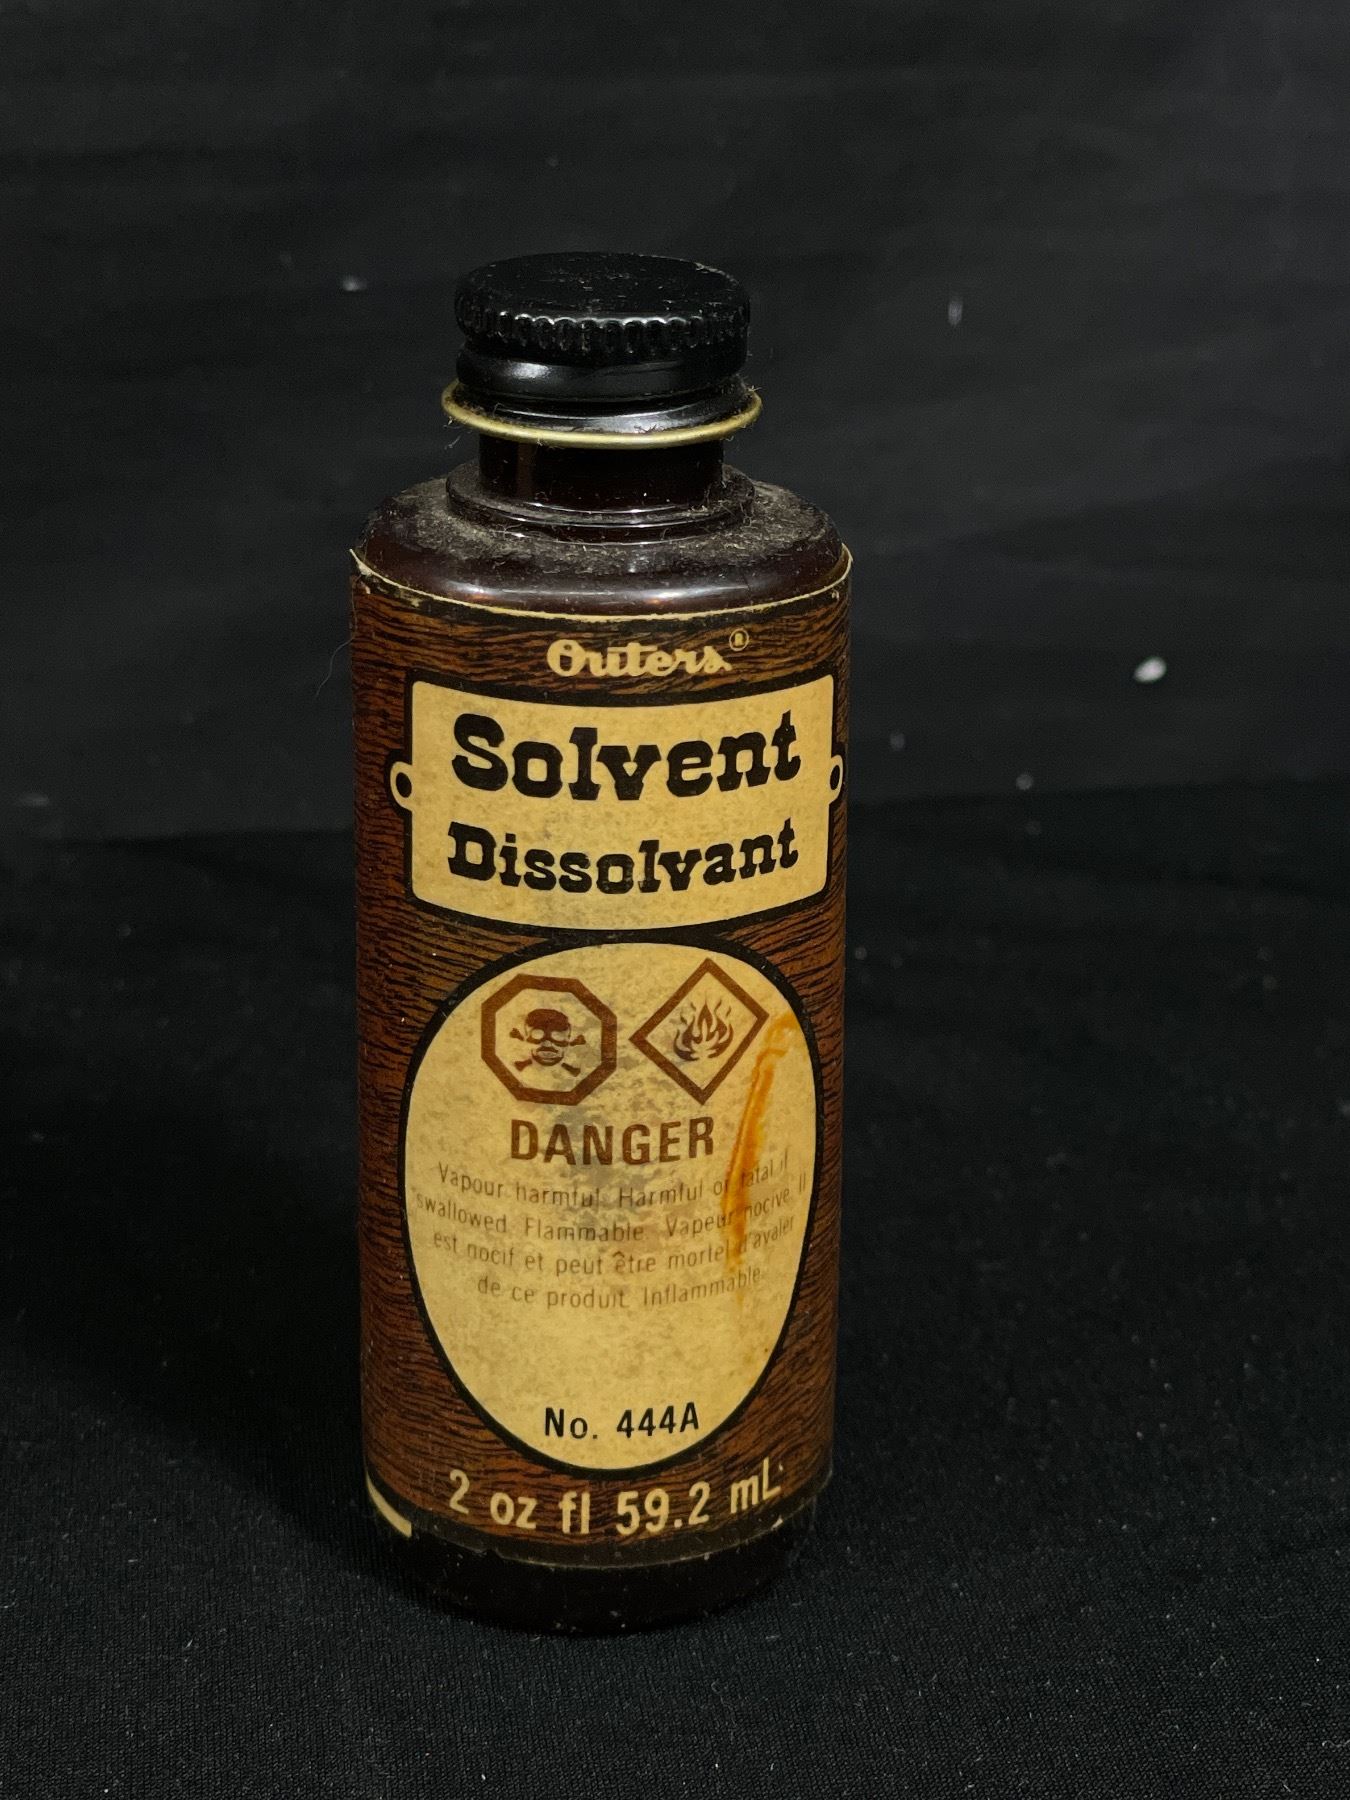 Outers®
Solvent
Dissolvant
DANGER
Vapour harmful. Harmful or fatal if
swallowed. Flammable. Vapeur nocive. Il
est nocif et peut être mortel d'avaler
de ce produit. Inflammable.
No. 444A
2 oz fl 59.2 mL